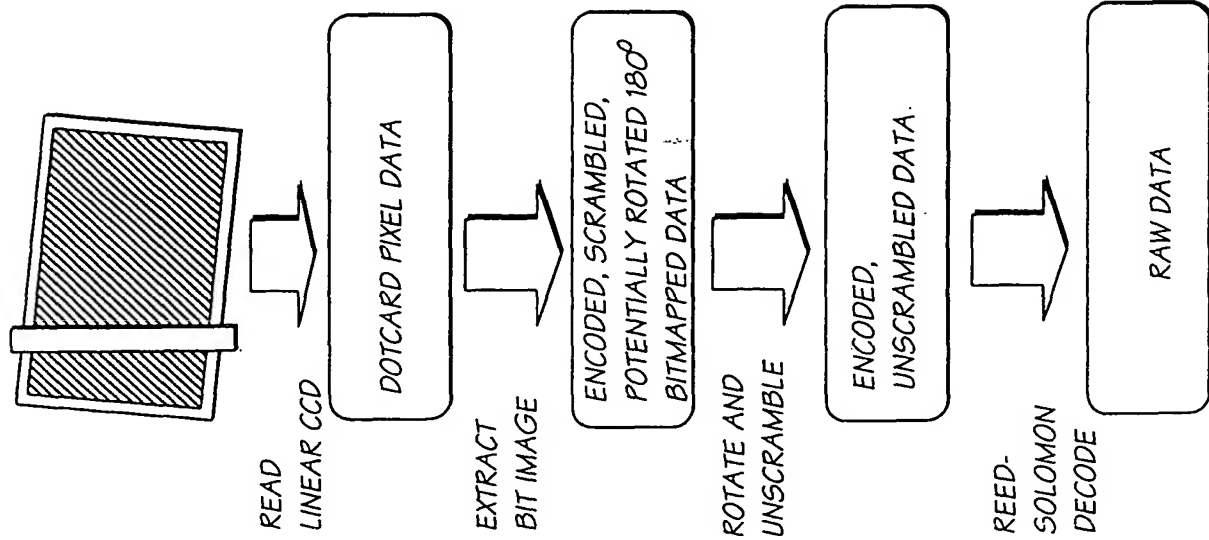 READ
LINEAR CCD
DOTCARD PIXEL DATA
EXTRACT
BIT IMAGE
ENCODED, SCRAMBLED,
POTENTIALLY ROTATED 180°
BITMAPPED DATA
ROTATE AND
UNSCRAMBLE
ENCODED,
UNSCRAMBLED DATA.
REED-
SOLOMON
DECODE
RAW DATA